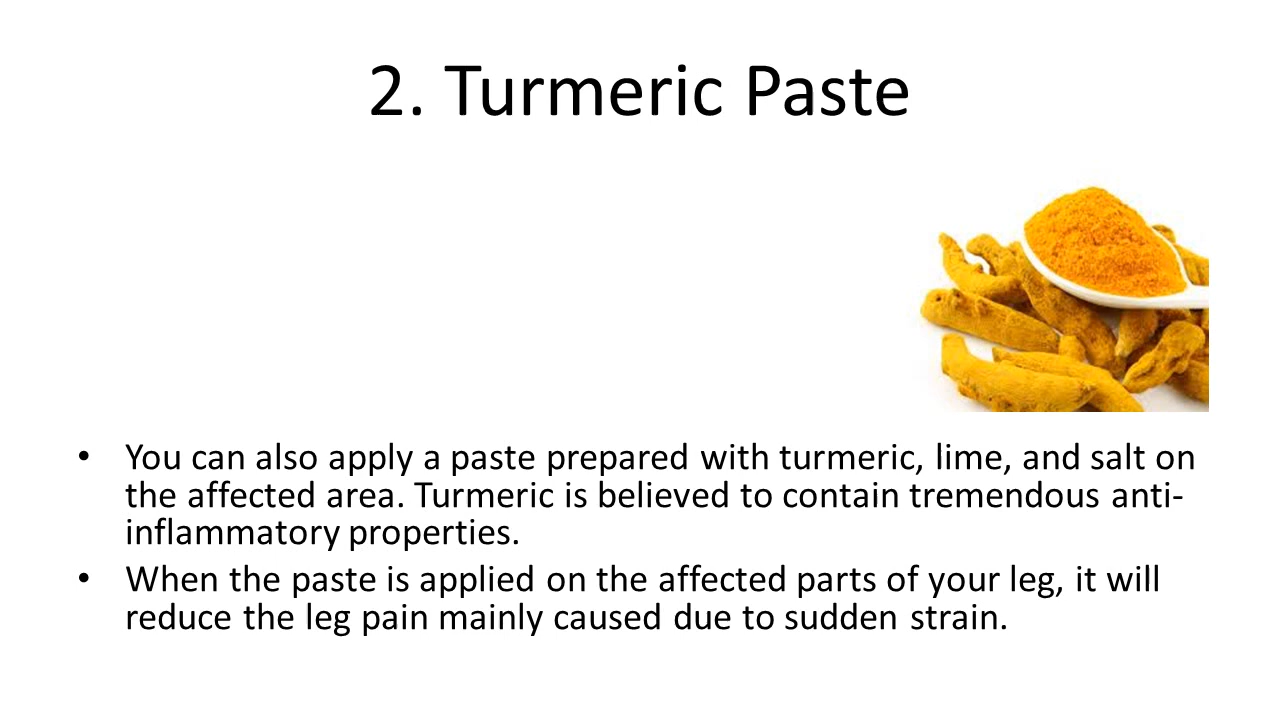 2. Turmeric Paste
• You can also apply a paste prepared with turmeric, lime, and salt on
the affected area. Turmeric is believed to contain tremendous anti-
inflammatory properties.
• When the paste is applied on the affected parts of your leg, it will
reduce the leg pain mainly caused due to sudden strain.